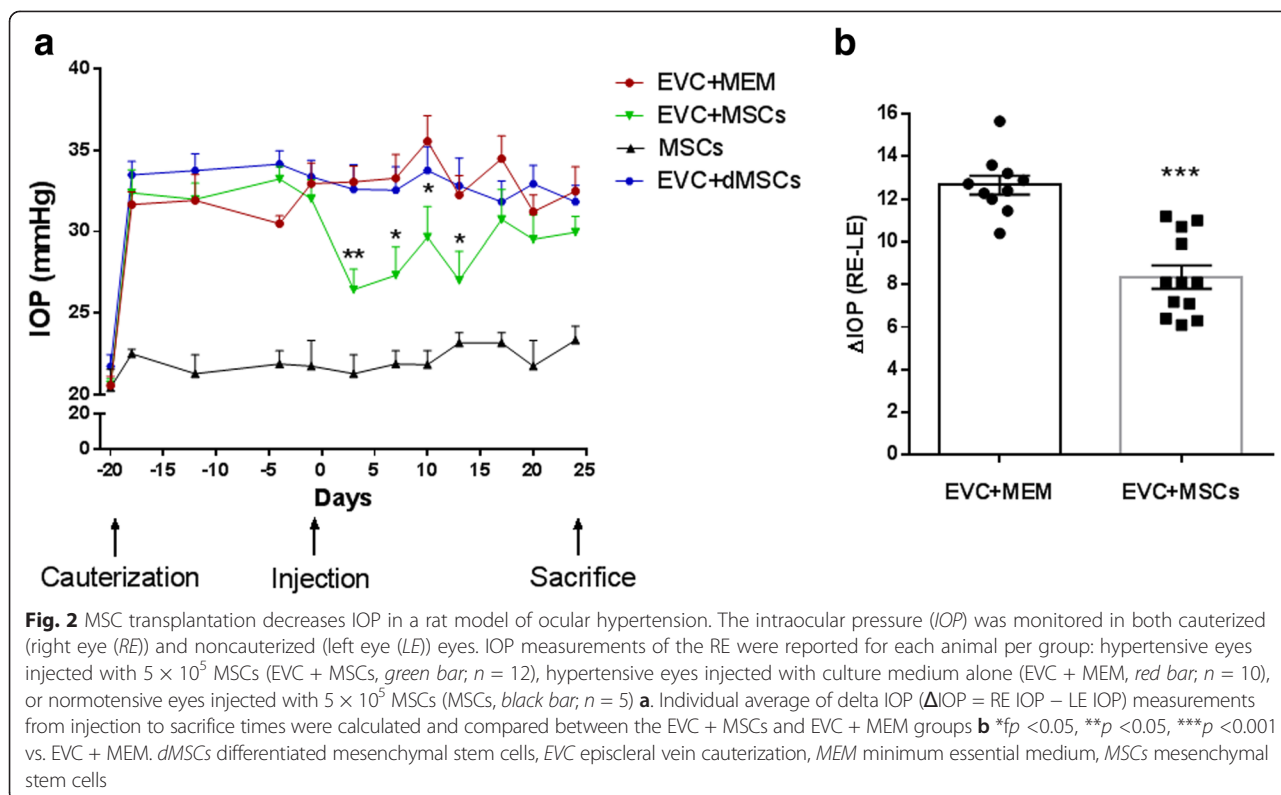 a
b
40
35
30
25
20
20
0
IOP (mmHg)
-20 -15 -10 -5 0 5 10 15 20 25
Days
** * * *
Cauterization Injection Sacrifice
EVC+MEM
EVC+MSCs
MSCs
EVC+dMSCs
16
14
12
10
8
6
4
2
0
ΔIOP (RE-LE)
***
EVC+MEM EVC+MSCs
Fig. 2 MSC transplantation decreases IOP in a rat model of ocular hypertension. The intraocular pressure (IOP) was monitored in both cauterized
(right eye (RE)) and noncauterized (left eye (LE)) eyes. IOP measurements of the RE were reported for each animal per group: hypertensive eyes
injected with 5 × 10⁵ MSCs (EVC + MSCs, green bar; n = 12), hypertensive eyes injected with culture medium alone (EVC + MEM, red bar; n = 10),
or normotensive eyes injected with 5 × 10⁵ MSCs (MSCs, black bar; n = 5) a. Individual average of delta IOP (ΔIOP = RE IOP − LE IOP) measurements
from injection to sacrifice times were calculated and compared between the EVC + MSCs and EVC + MEM groups b *fp <0.05, **p <0.05, ***p <0.001
vs. EVC + MEM. dMSCs differentiated mesenchymal stem cells, EVC episcleral vein cauterization, MEM minimum essential medium, MSCs mesenchymal
stem cells